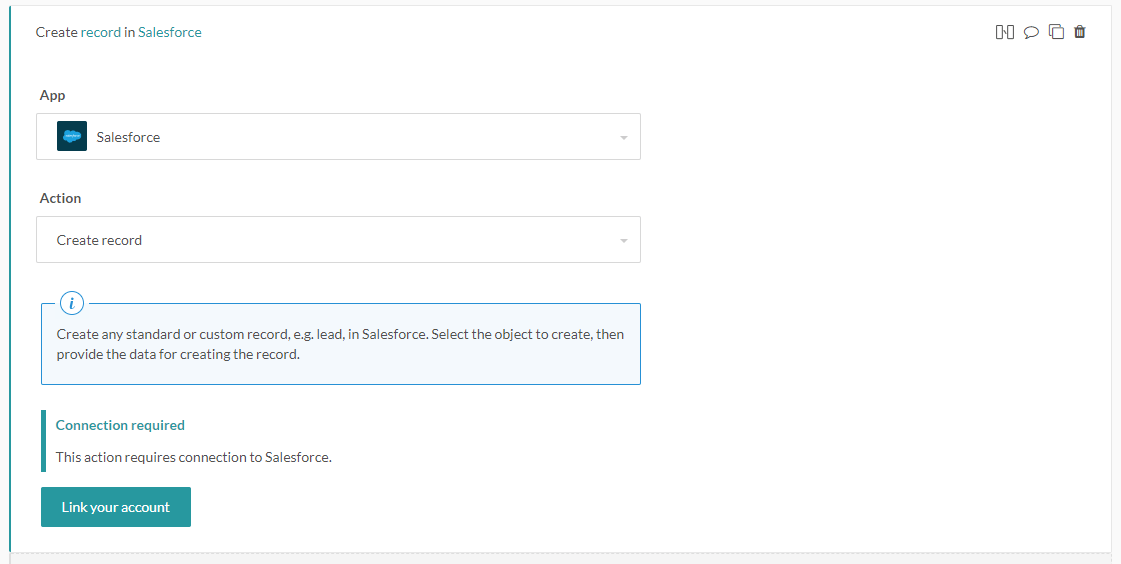 Create record in Salesforce
App
Salesforce
Action
Create record
i
Create any standard or custom record, e.g. lead, in Salesforce. Select the object to create, then
provide the data for creating the record.
Connection required
This action requires connection to Salesforce.
Link your account